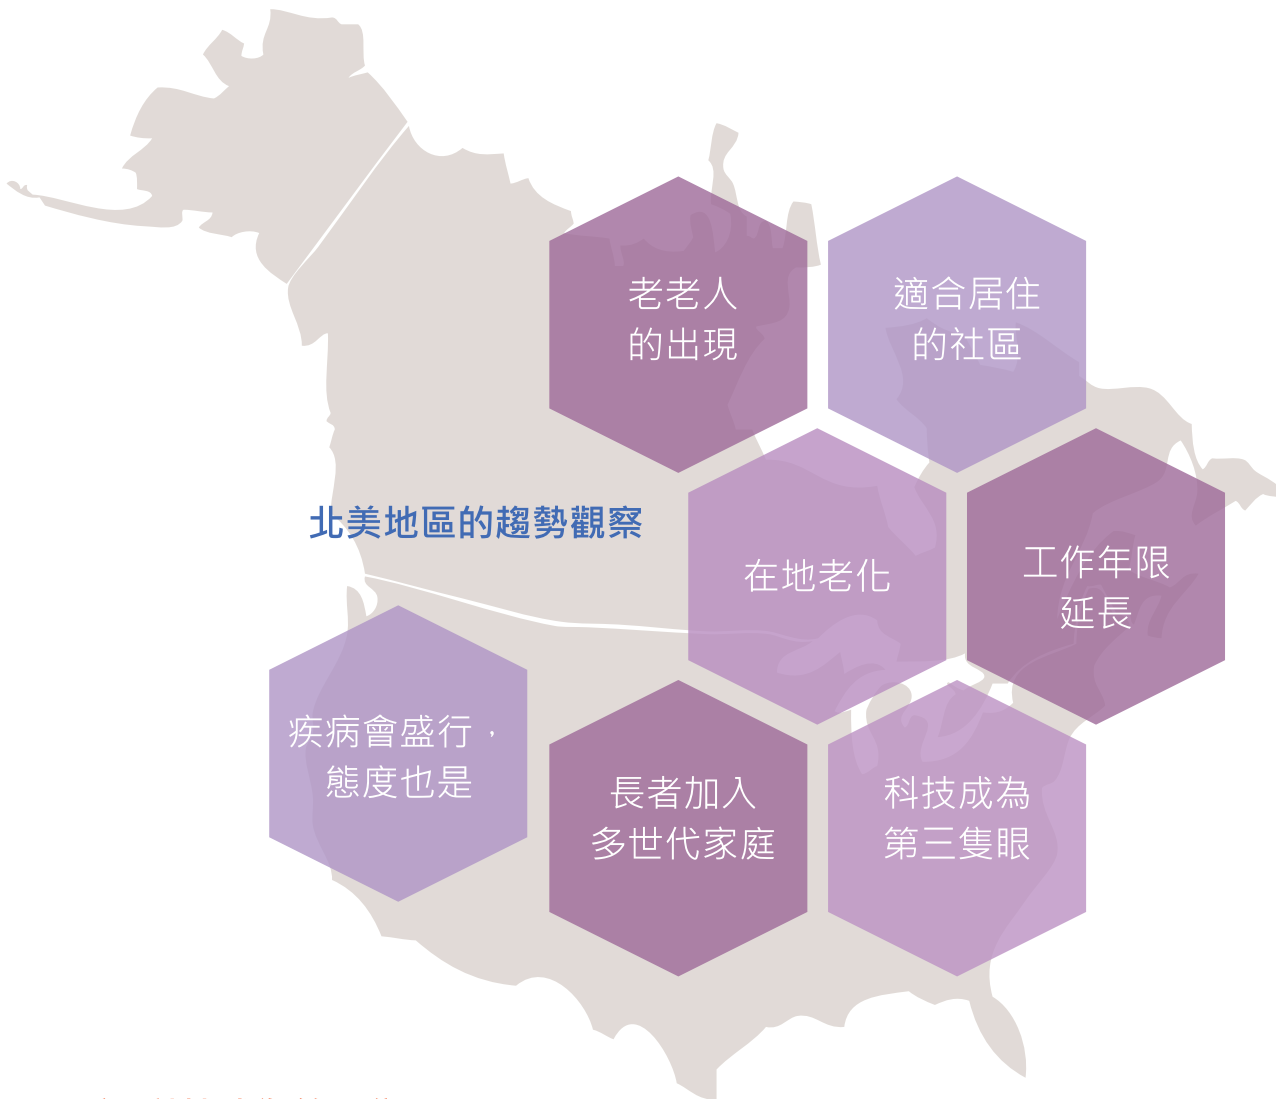 老老人
的出現
適合居住
的社區
北美地區的趨勢觀察
在地老化
工作年限
延長
疾病會盛行，
態度也是
長者加入
多世代家庭
科技成為
第三隻眼